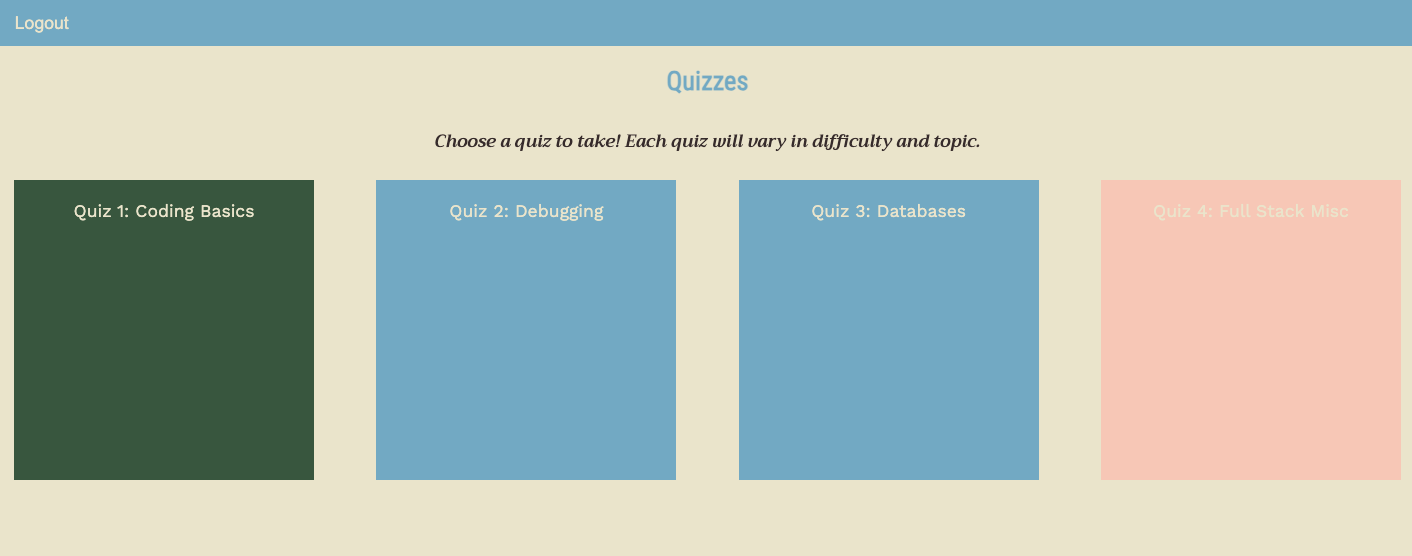 Logout
Quizzes
Choose a quiz to take! Each quiz will vary in difficulty and topic.
Quiz 1: Coding Basics
Quiz 2: Debugging
Quiz 3: Databases
Quiz 4: Full Stack Misc